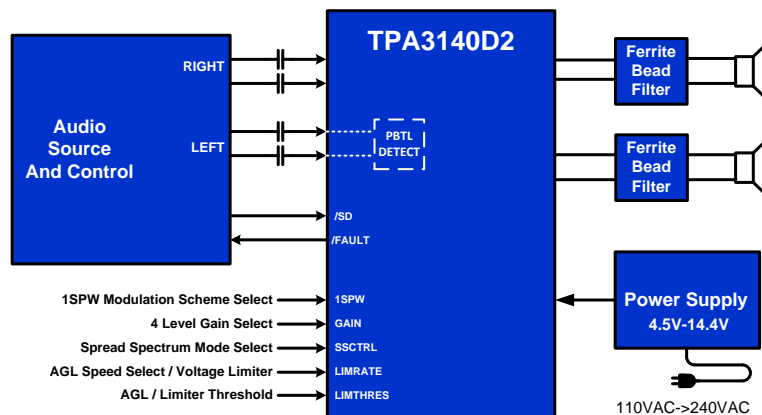 TPA3140D2
RIGHT
LEFT
Audio
Source
And Control
PBTL
DETECT
/SD
/FAULT
Ferrite
Bead
Filter
Ferrite
Bead
Filter
1SPW Modulation Scheme Select
1SPW
4 Level Gain Select
GAIN
Spread Spectrum Mode Select
SSCTRL
AGL Speed Select / Voltage Limiter
LIMRATE
AGL / Limiter Threshold
LIMTHRES
Power Supply
4.5V-14.4V
110VAC->240VAC